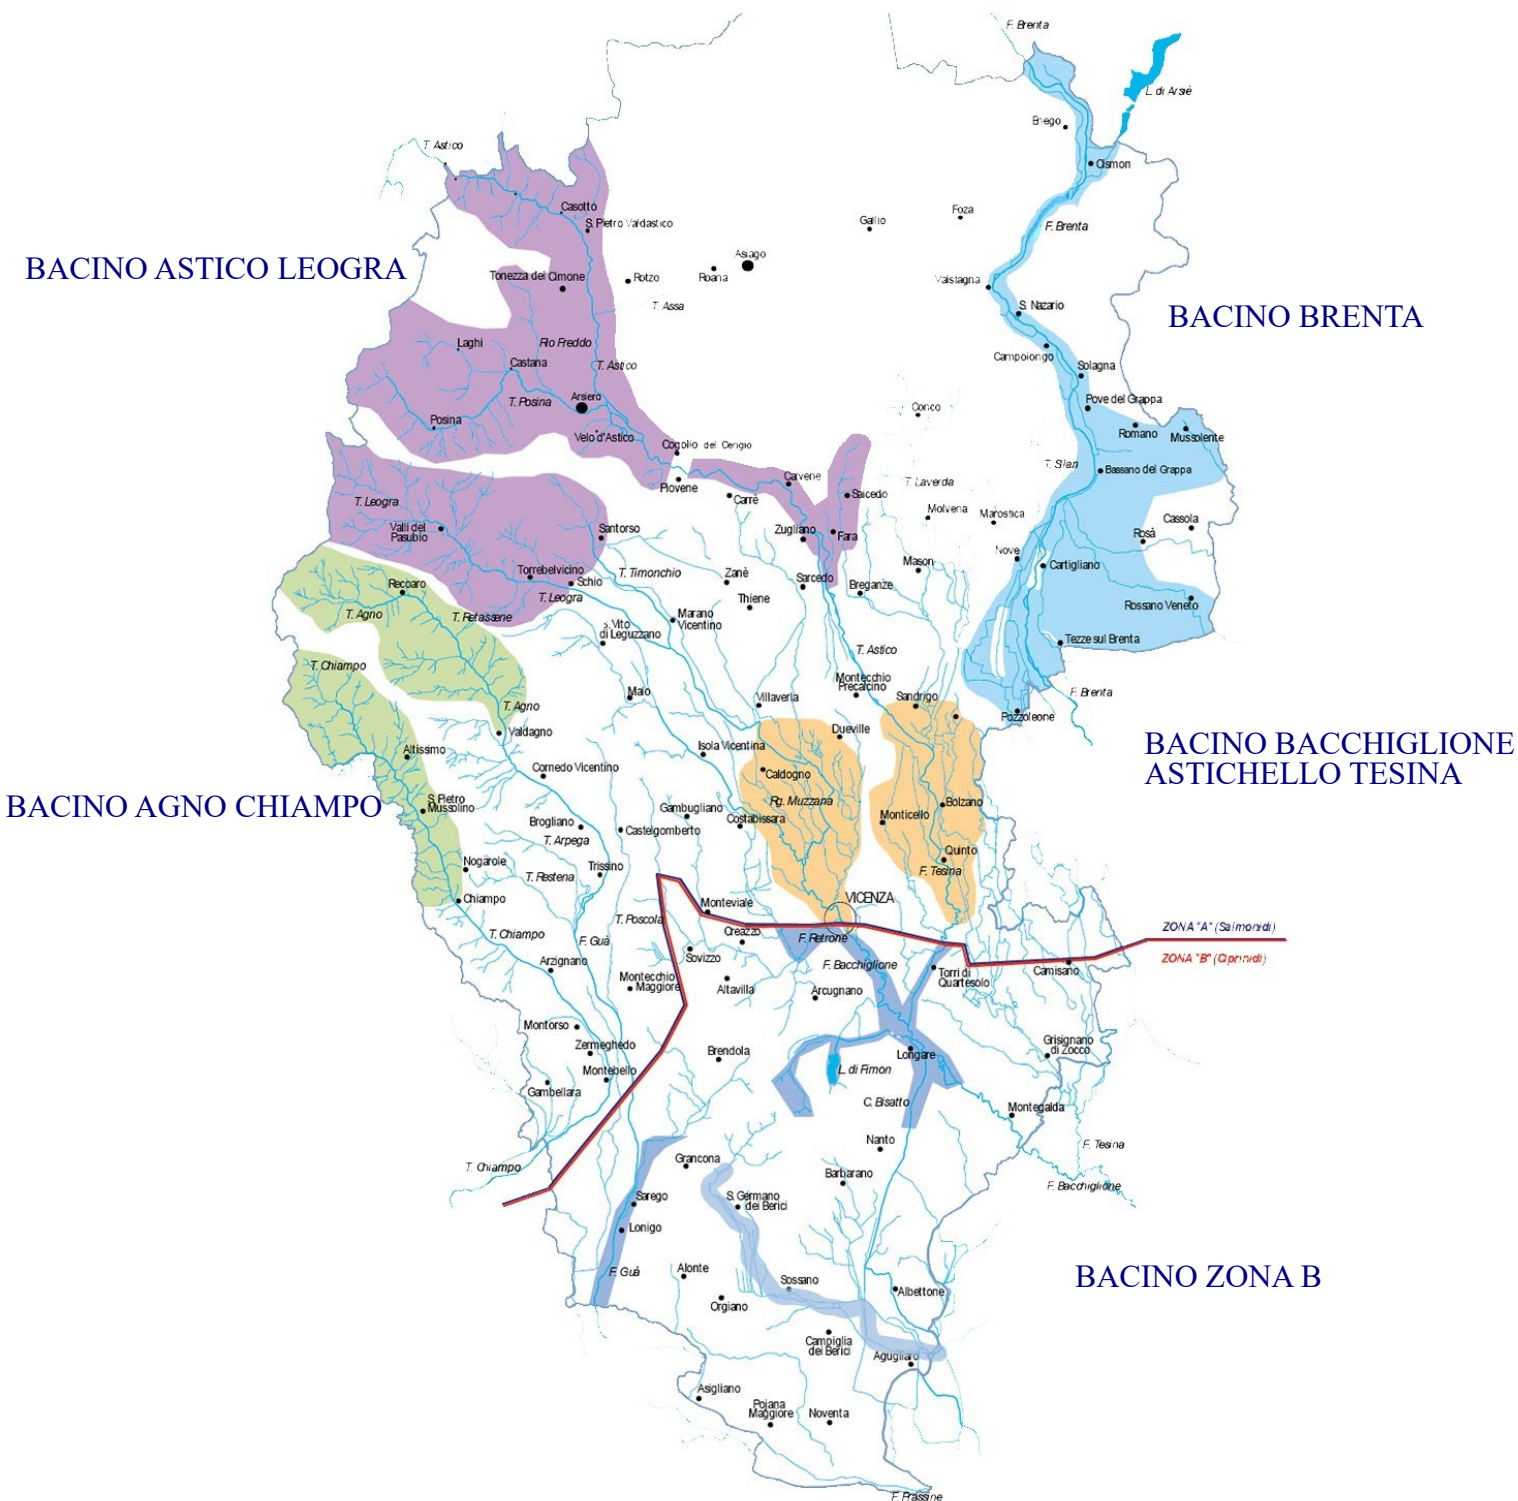 F. Brenta
L. di Arsiè
Enego
T. Astico
Cismon
Casotto
Foza
Gallio
S. Pietro Valdastico
F. Brenta
Asiago
BACINO ASTICO LEOGRA
Tonezza del Cimone
Rotzo
Roana
Valstagna
T. Assa
S. Nazario
BACINO BRENTA
Laghi
Rio Freddo
Campolongo
Castana
T. Astico
Solagna
Arsiero
T. Posina
Pove del Grappa
Conco
Posina
Romano
Velo d'Astico
Mussolente
Cogollo del Cengio
T. Silan
Bassano del Grappa
Calvene
T. Laverda
Piovene
Carrè
Salcedo
T. Leogra
Molvena
Marostica
Cassola
Valli del
Pasubio
Santorso
Zugliano
Fara
Rosà
Nove
Mason
Cartigliano
Torrebelvicino
Schio
T. Timonchio
Zanè
Sarcedo
Breganze
Recoaro
T. Leogra
Thiene
Rossano Veneto
T. Agno
T. Retassene
Marano
Vicentino
S. Vito
di Leguzzano
Tezze sul Brenta
T. Astico
T. Chiampo
Montecchio
Precalcino
Malo
Villaverla
Sandrigo
F. Brenta
T. Agno
Pozzoleone
Valdagno
Dueville
Altissimo
Isola Vicentina
BACINO BACCHIGLIONE
ASTICHELLO TESINA
Cornedo Vicentino
Caldogno
BACINO AGNO CHIAMPO
S. Pietro
Mussolino
Rg. Muzzana
Bolzano
Gambugliano
Monticello
Brogliano
Castelgomberto
Costabissara
T. Arpega
Quinto
Nogarole
Trissino
F. Tesina
T. Restena
Chiampo
Monteviale
VICENZA
T. Poscola
ZONA "A" (Salmonidi)
T. Chiampo
F. Guà
Creazzo
F. Retrone
ZONA "B" (Ciprinidi)
Sovizzo
Arzignano
F. Bacchiglione
Camisano
Montecchio
Maggiore
Altavilla
Torri di
Quartesolo
Arcugnano
Montorso
Grisignano
di Zocco
Zermeghedo
Brendola
Longare
Montebello
L. di Fimon
Gambellara
C. Bisatto
Montegalda
Nanto
F. Tesina
Grancona
T. Chiampo
Barbarano
F. Bacchiglione
Sarego
S. Germano
dei Berici
Lonigo
F. Guà
Alonte
Sossano
BACINO ZONA B
Albettone
Orgiano
Campiglia
dei Berici
Agugliaro
Asigliano
Pojana
Maggiore
Noventa
F. Frassine